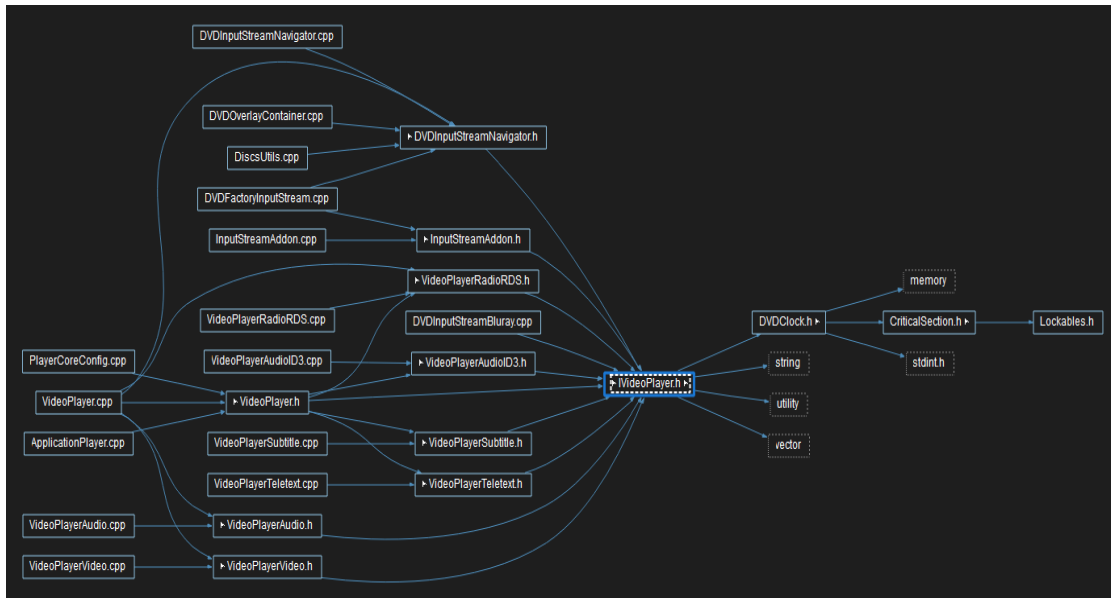 DVDInputStreamNavigator.cpp
DVDOverlayContainer.cpp
DVDInputStreamNavigator.h
DiscsUtils.cpp
DVDFactoryInputStream.cpp
InputStreamAddon.cpp
InputStreamAddon.h
VideoPlayerRadioRDS.h
memory
VideoPlayerRadioRDS.cpp
DVDInputStreamBluray.cpp
DVDClock.h
CriticalSection.h
Lockables.h
PlayerCoreConfig.cpp
VideoPlayerAudioID3.cpp
VideoPlayerAudioID3.h
string
stdint.h
IVideoPlayer.h
VideoPlayer.cpp
VideoPlayer.h
utility
ApplicationPlayer.cpp
VideoPlayerSubtitle.cpp
VideoPlayerSubtitle.h
vector
VideoPlayerTeletext.cpp
VideoPlayerTeletext.h
VideoPlayerAudio.cpp
VideoPlayerAudio.h
VideoPlayerVideo.cpp
VideoPlayerVideo.h